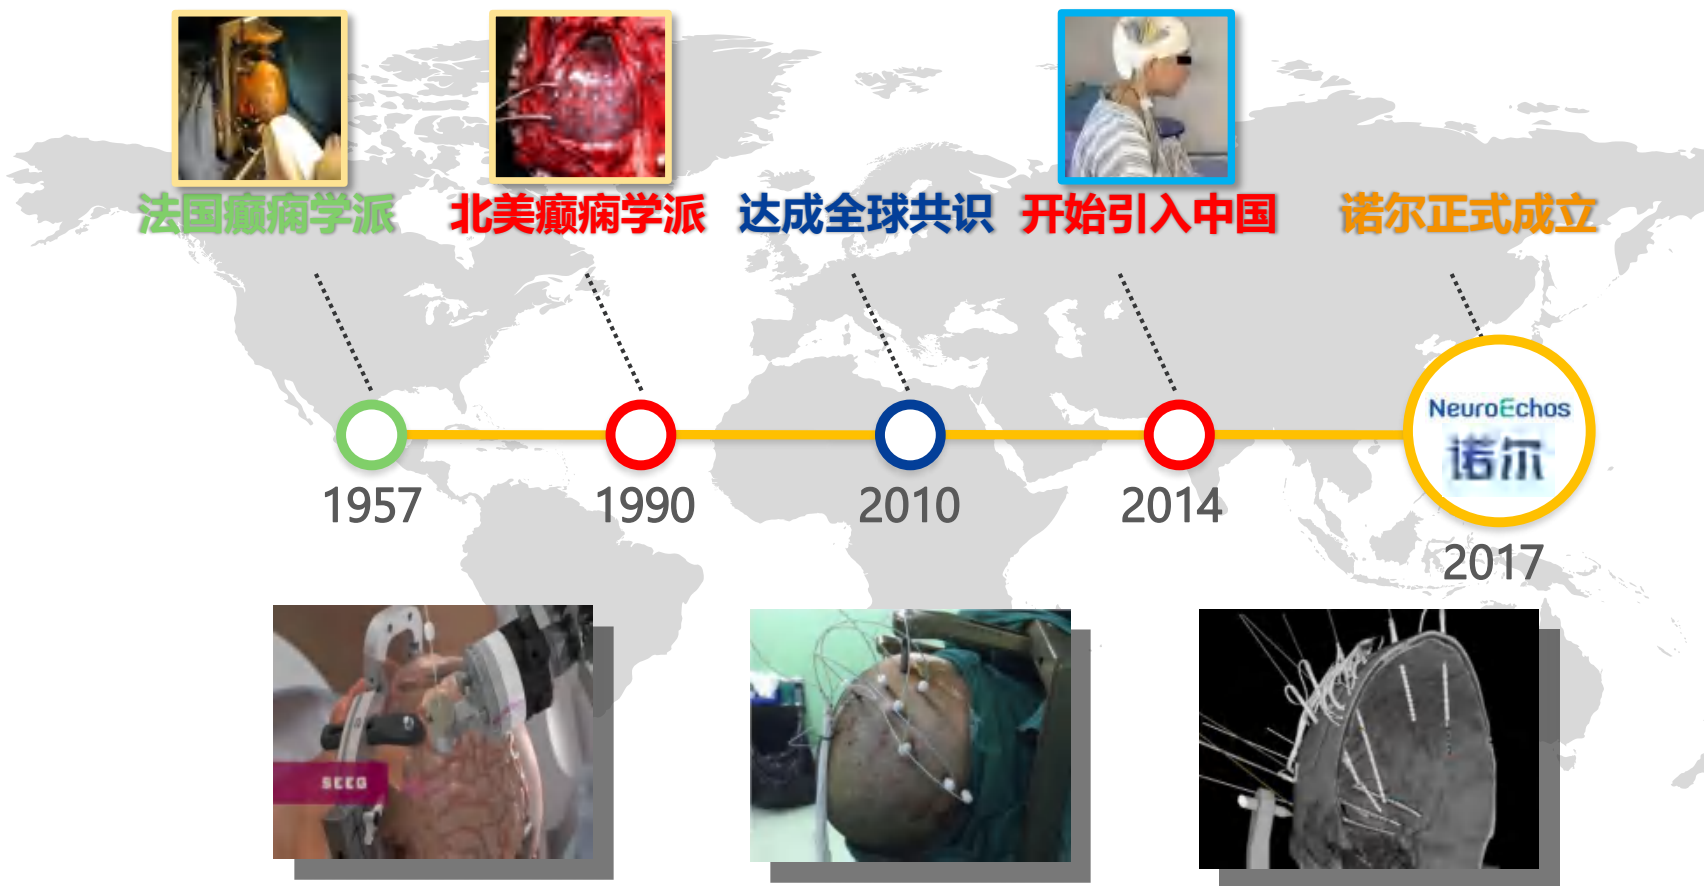 法国癫痫学派
北美癫痫学派
达成全球共识
开始引入中国
诺尔正式成立
NeuroEchos
诺尔
1957
1990
2010
2014
2017
SEEG